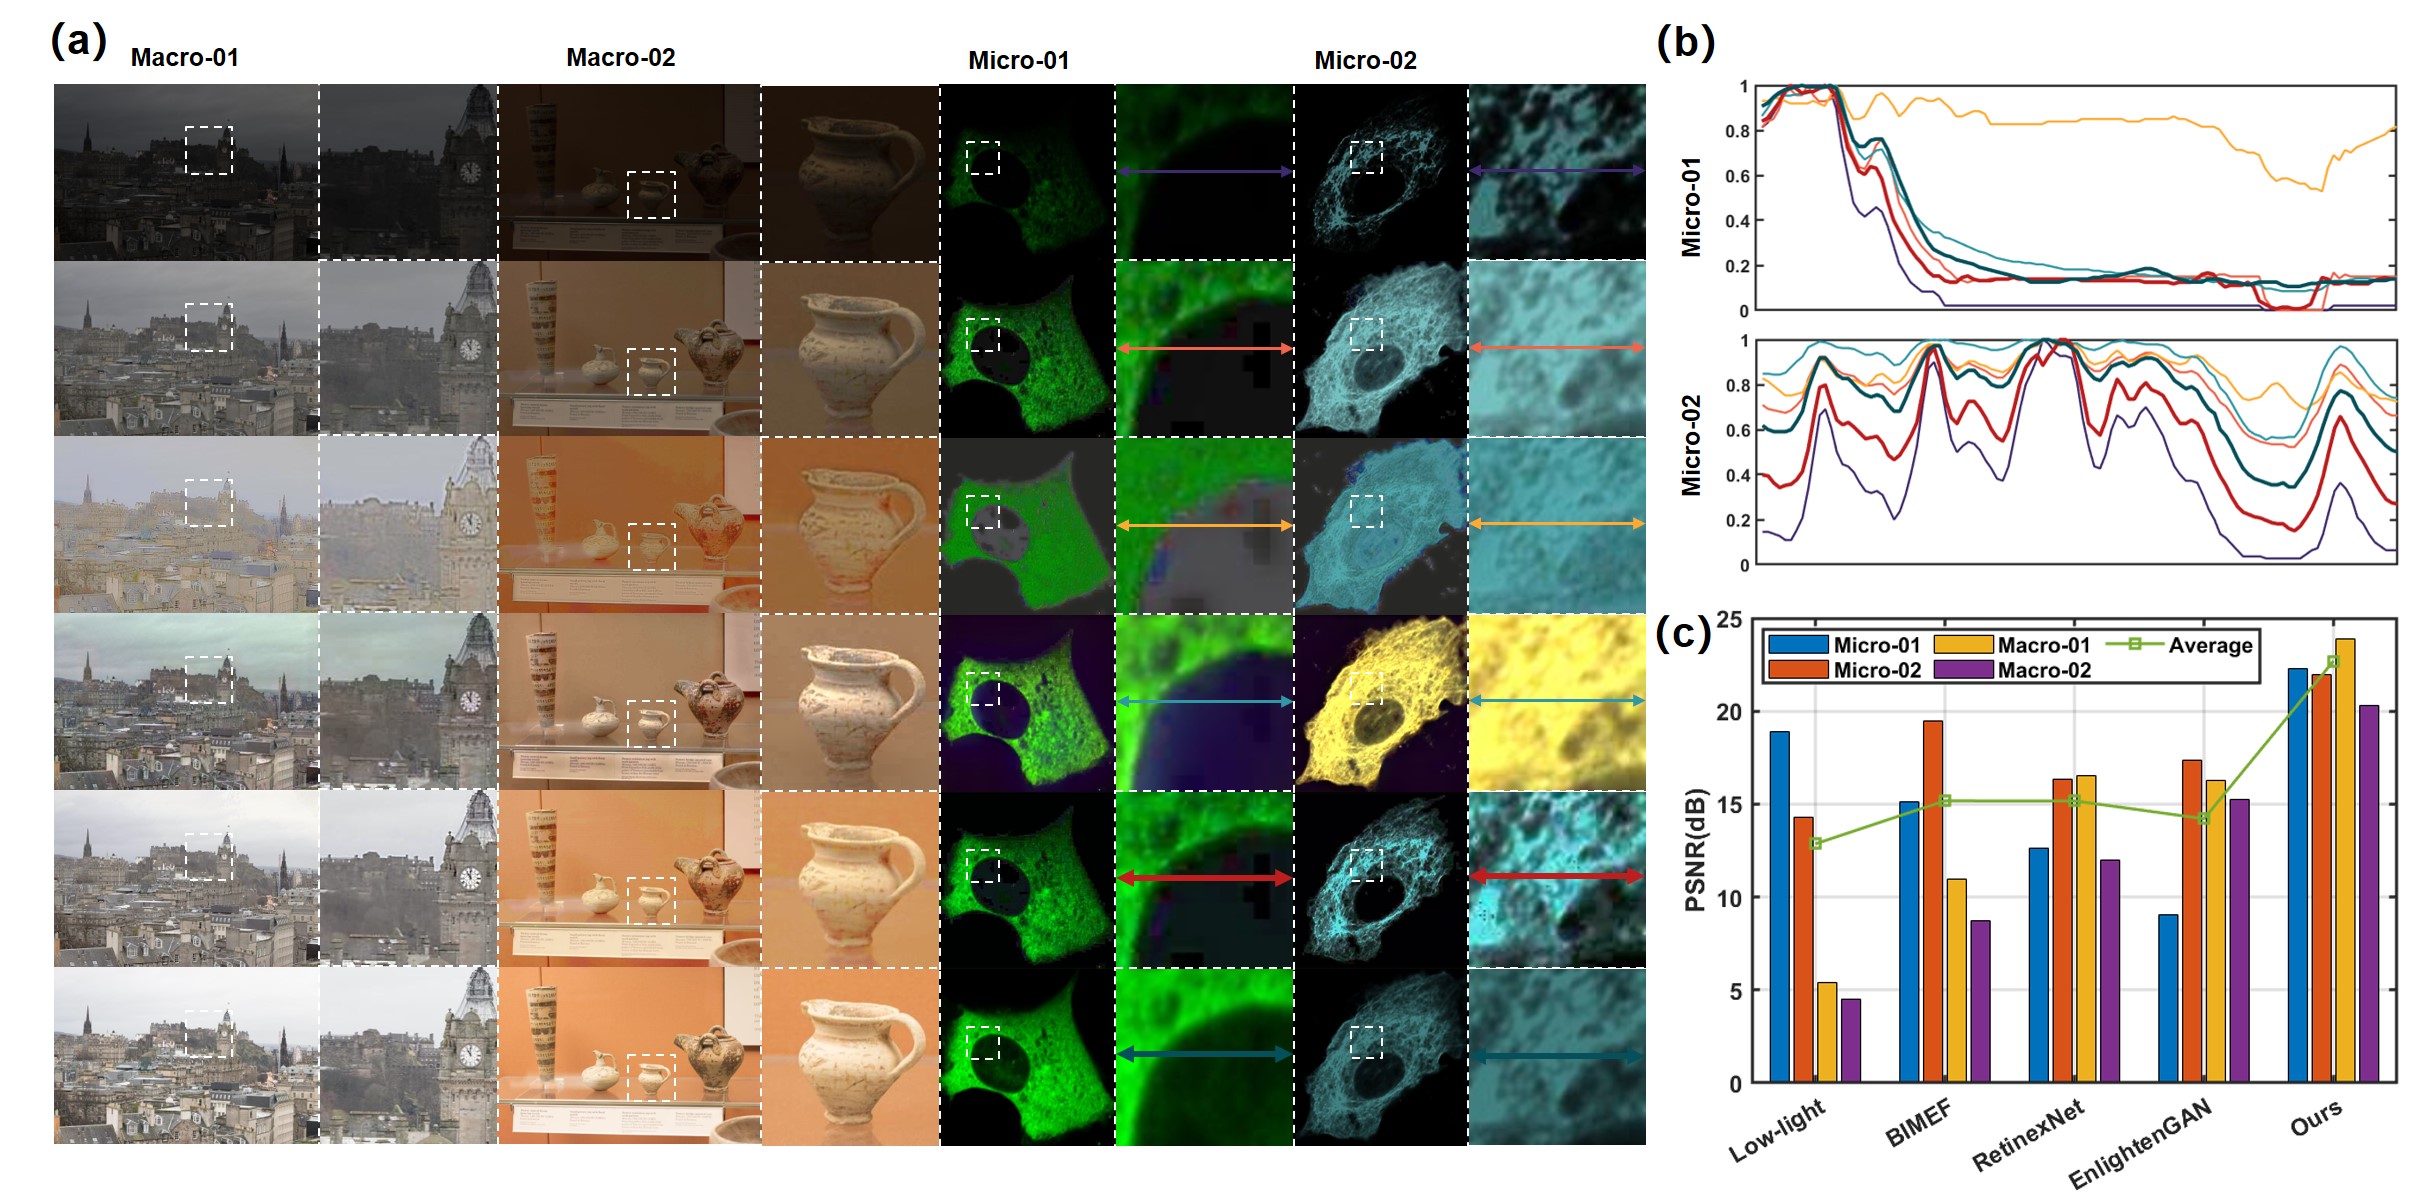 (a)
Macro-01
Macro-02
Micro-01
Micro-02
(b)
Micro-01
1
0.8
0.6
0.4
0.2
0
Micro-02
1
0.8
0.6
0.4
0.2
0
(c)
PSNR(dB)
25
20
15
10
5
0
Micro-01
Macro-01
Average
Micro-02
Macro-02
Low-light
BIMEF
RetinexNet
EnlightenGAN
Ours